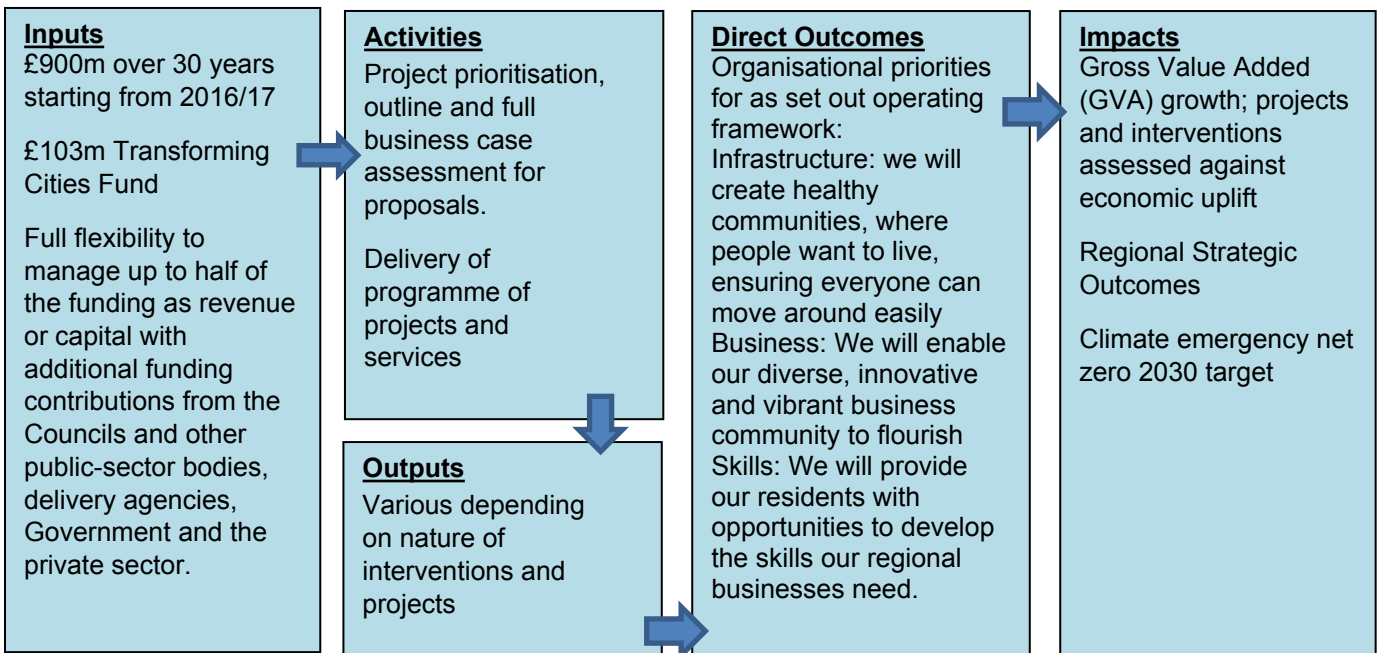 Inputs
£900m over 30 years
starting from 2016/17
£103m Transforming
Cities Fund
Full flexibility to
manage up to half of
the funding as revenue
or capital with
additional funding
contributions from the
Councils and other
public-sector bodies,
delivery agencies,
Government and the
private sector.
Activities
Project prioritisation,
outline and full
business case
assessment for
proposals.
Delivery of
programme of
projects and
services
Outputs
Various depending
on nature of
interventions and
projects
Direct Outcomes
Organisational priorities
for as set out operating
framework:
Infrastructure: we will
create healthy
communities, where
people want to live,
ensuring everyone can
move around easily
Business: We will enable
our diverse, innovative
and vibrant business
community to flourish
Skills: We will provide
our residents with
opportunities to develop
the skills our regional
businesses need.
Impacts
Gross Value Added
(GVA) growth; projects
and interventions
assessed against
economic uplift
Regional Strategic
Outcomes
Climate emergency net
zero 2030 target